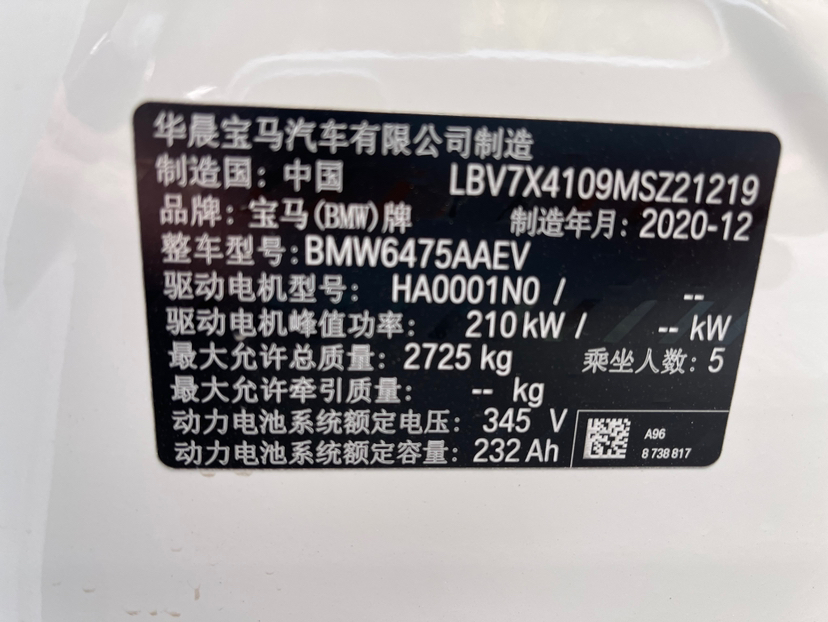 华晨宝马汽车有限公司制造
制造国：中国 LBV7X4109MSZ21219
品牌：宝马(BMW)牌 制造年月：2020-12
整车型号：BMW6475AAEV
驱动电机型号： HA0001N0 / --
驱动电机峰值功率： 210 kW / -- kW
最大允许总质量： 2725 kg 乘坐人数：5
最大允许牵引质量： -- kg
动力电池系统额定电压： 345 V
动力电池系统额定容量： 232 Ah
A96
8 738 817